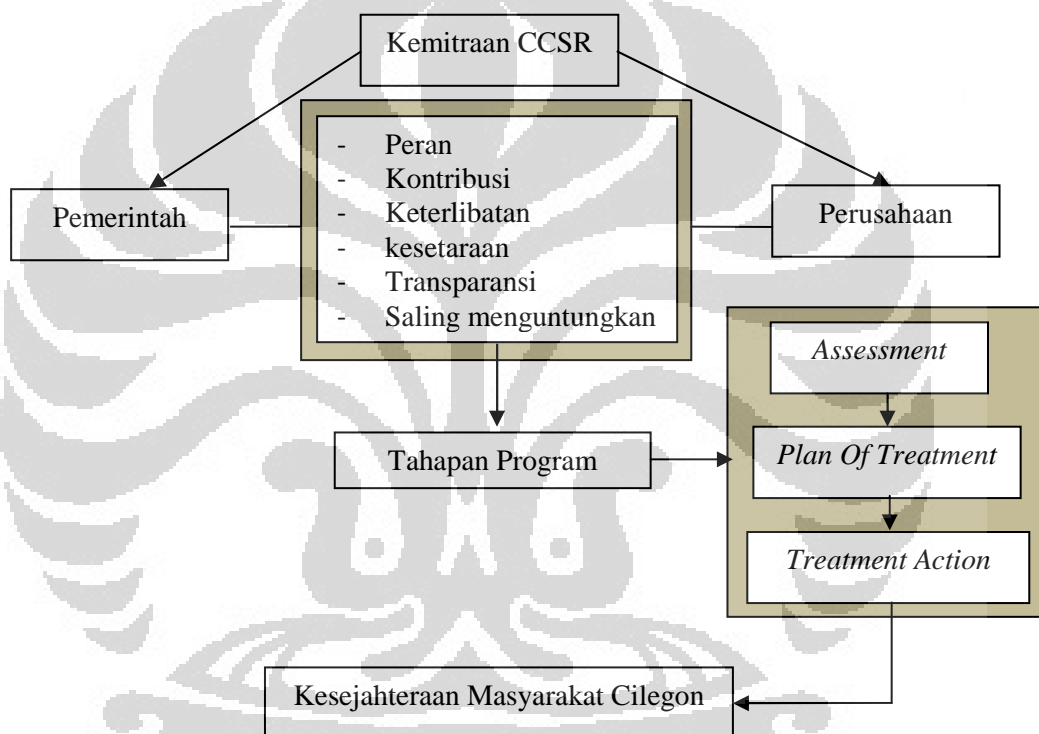 Kemitraan CCSR
- Peran
- Kontribusi
- Keterlibatan
- kesetaraan
- Transparansi
- Saling menguntungkan
Pemerintah
Perusahaan
Assessment
Tahapan Program
Plan Of Treatment
Treatment Action
Kesejahteraan Masyarakat Cilegon